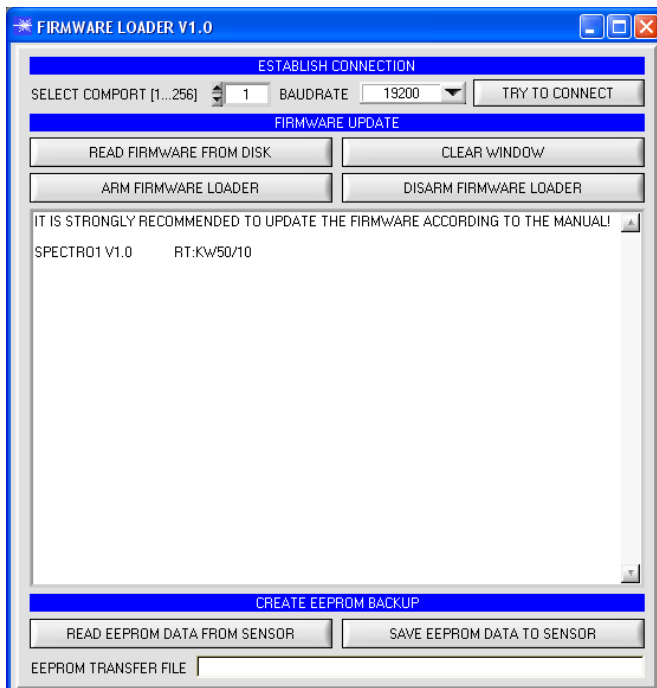 FIRMWARE LOADER V1.0
ESTABLISH CONNECTION
SELECT COMPORT [1...256] 1 BAUDRATE 19200 TRY TO CONNECT
FIRMWARE UPDATE
READ FIRMWARE FROM DISK CLEAR WINDOW
ARM FIRMWARE LOADER DISARM FIRMWARE LOADER
IT IS STRONGLY RECOMMENDED TO UPDATE THE FIRMWARE ACCORDING TO THE MANUAL!
SPECTRO1 V1.0 RT:KW50/10
CREATE EEPROM BACKUP
READ EEPROM DATA FROM SENSOR SAVE EEPROM DATA TO SENSOR
EEPROM TRANSFER FILE